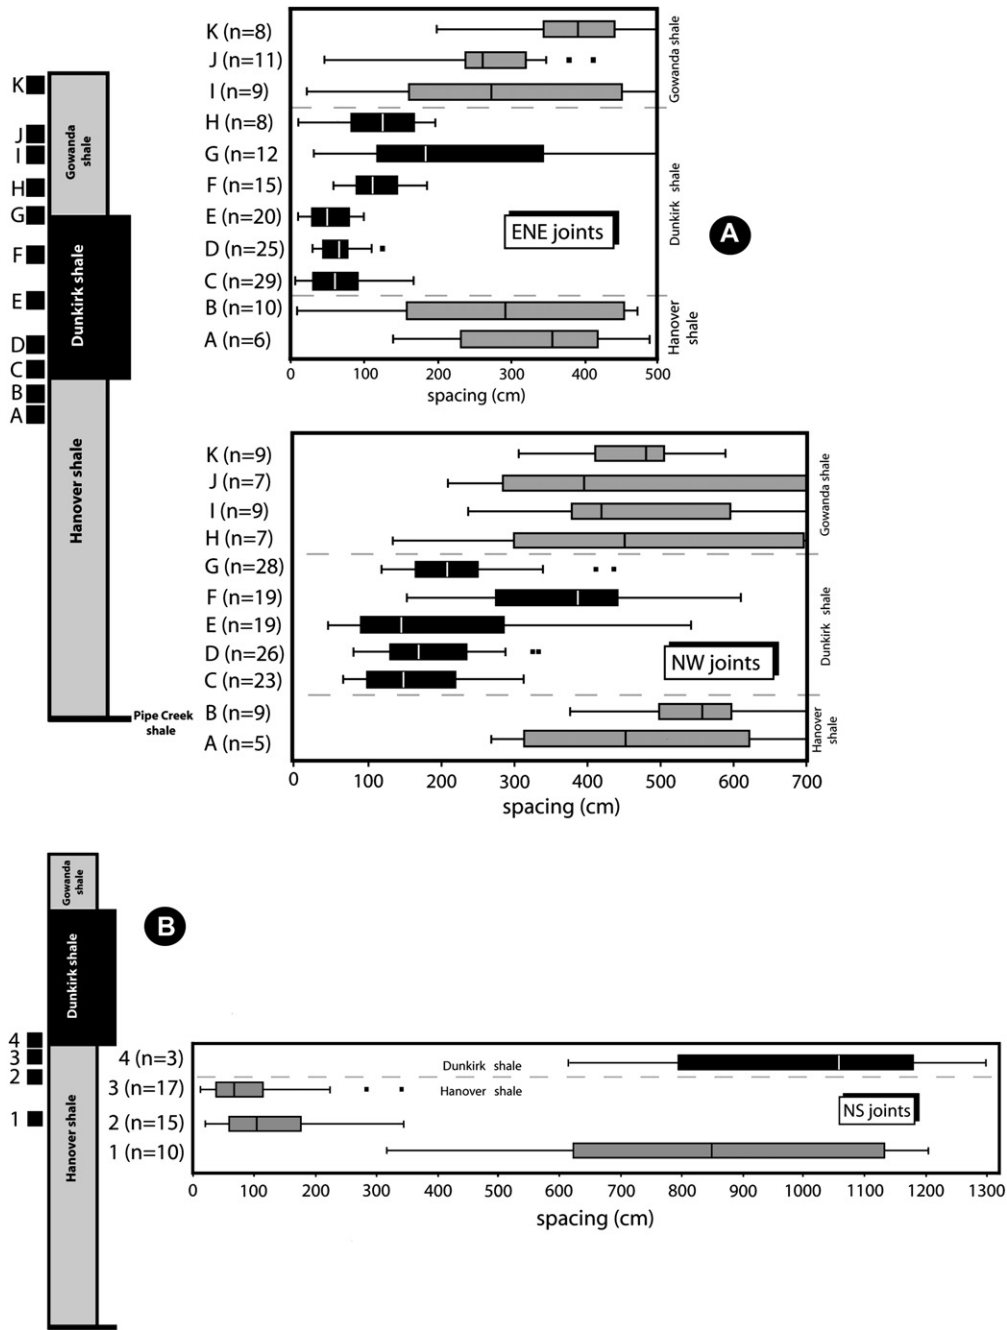 K
J
I
H
G
F
E
D
C
B
A
Gowanda
shale
Dunkirk shale
Hanover shale
Pipe Creek
shale
K (n=8)
J (n=11)
I (n=9)
H (n=8)
G (n=12
F (n=15)
E (n=20)
D (n=25)
C (n=29)
B (n=10)
A (n=6)
Gowanda shale
Dunkirk shale
Hanover
shale
ENE joints
A
0 100 200 300 400 500
spacing (cm)
K (n=9)
J (n=7)
I (n=9)
H (n=7)
G (n=28)
F (n=19)
E (n=19)
D (n=26)
C (n=23)
B (n=9)
A (n=5)
Gowanda shale
Dunkirk shale
Hanover
shale
NW joints
0 100 200 300 400 500 600 700
spacing (cm)
B
Gowanda
shale
Dunkirk shale
Hanover shale
4
3
2
1
4 (n=3)
3 (n=17)
2 (n=15)
1 (n=10)
Dunkirk shale
Hanover shale
NS joints
0 100 200 300 400 500 600 700 800 900 1000 1100 1200 1300
spacing (cm)